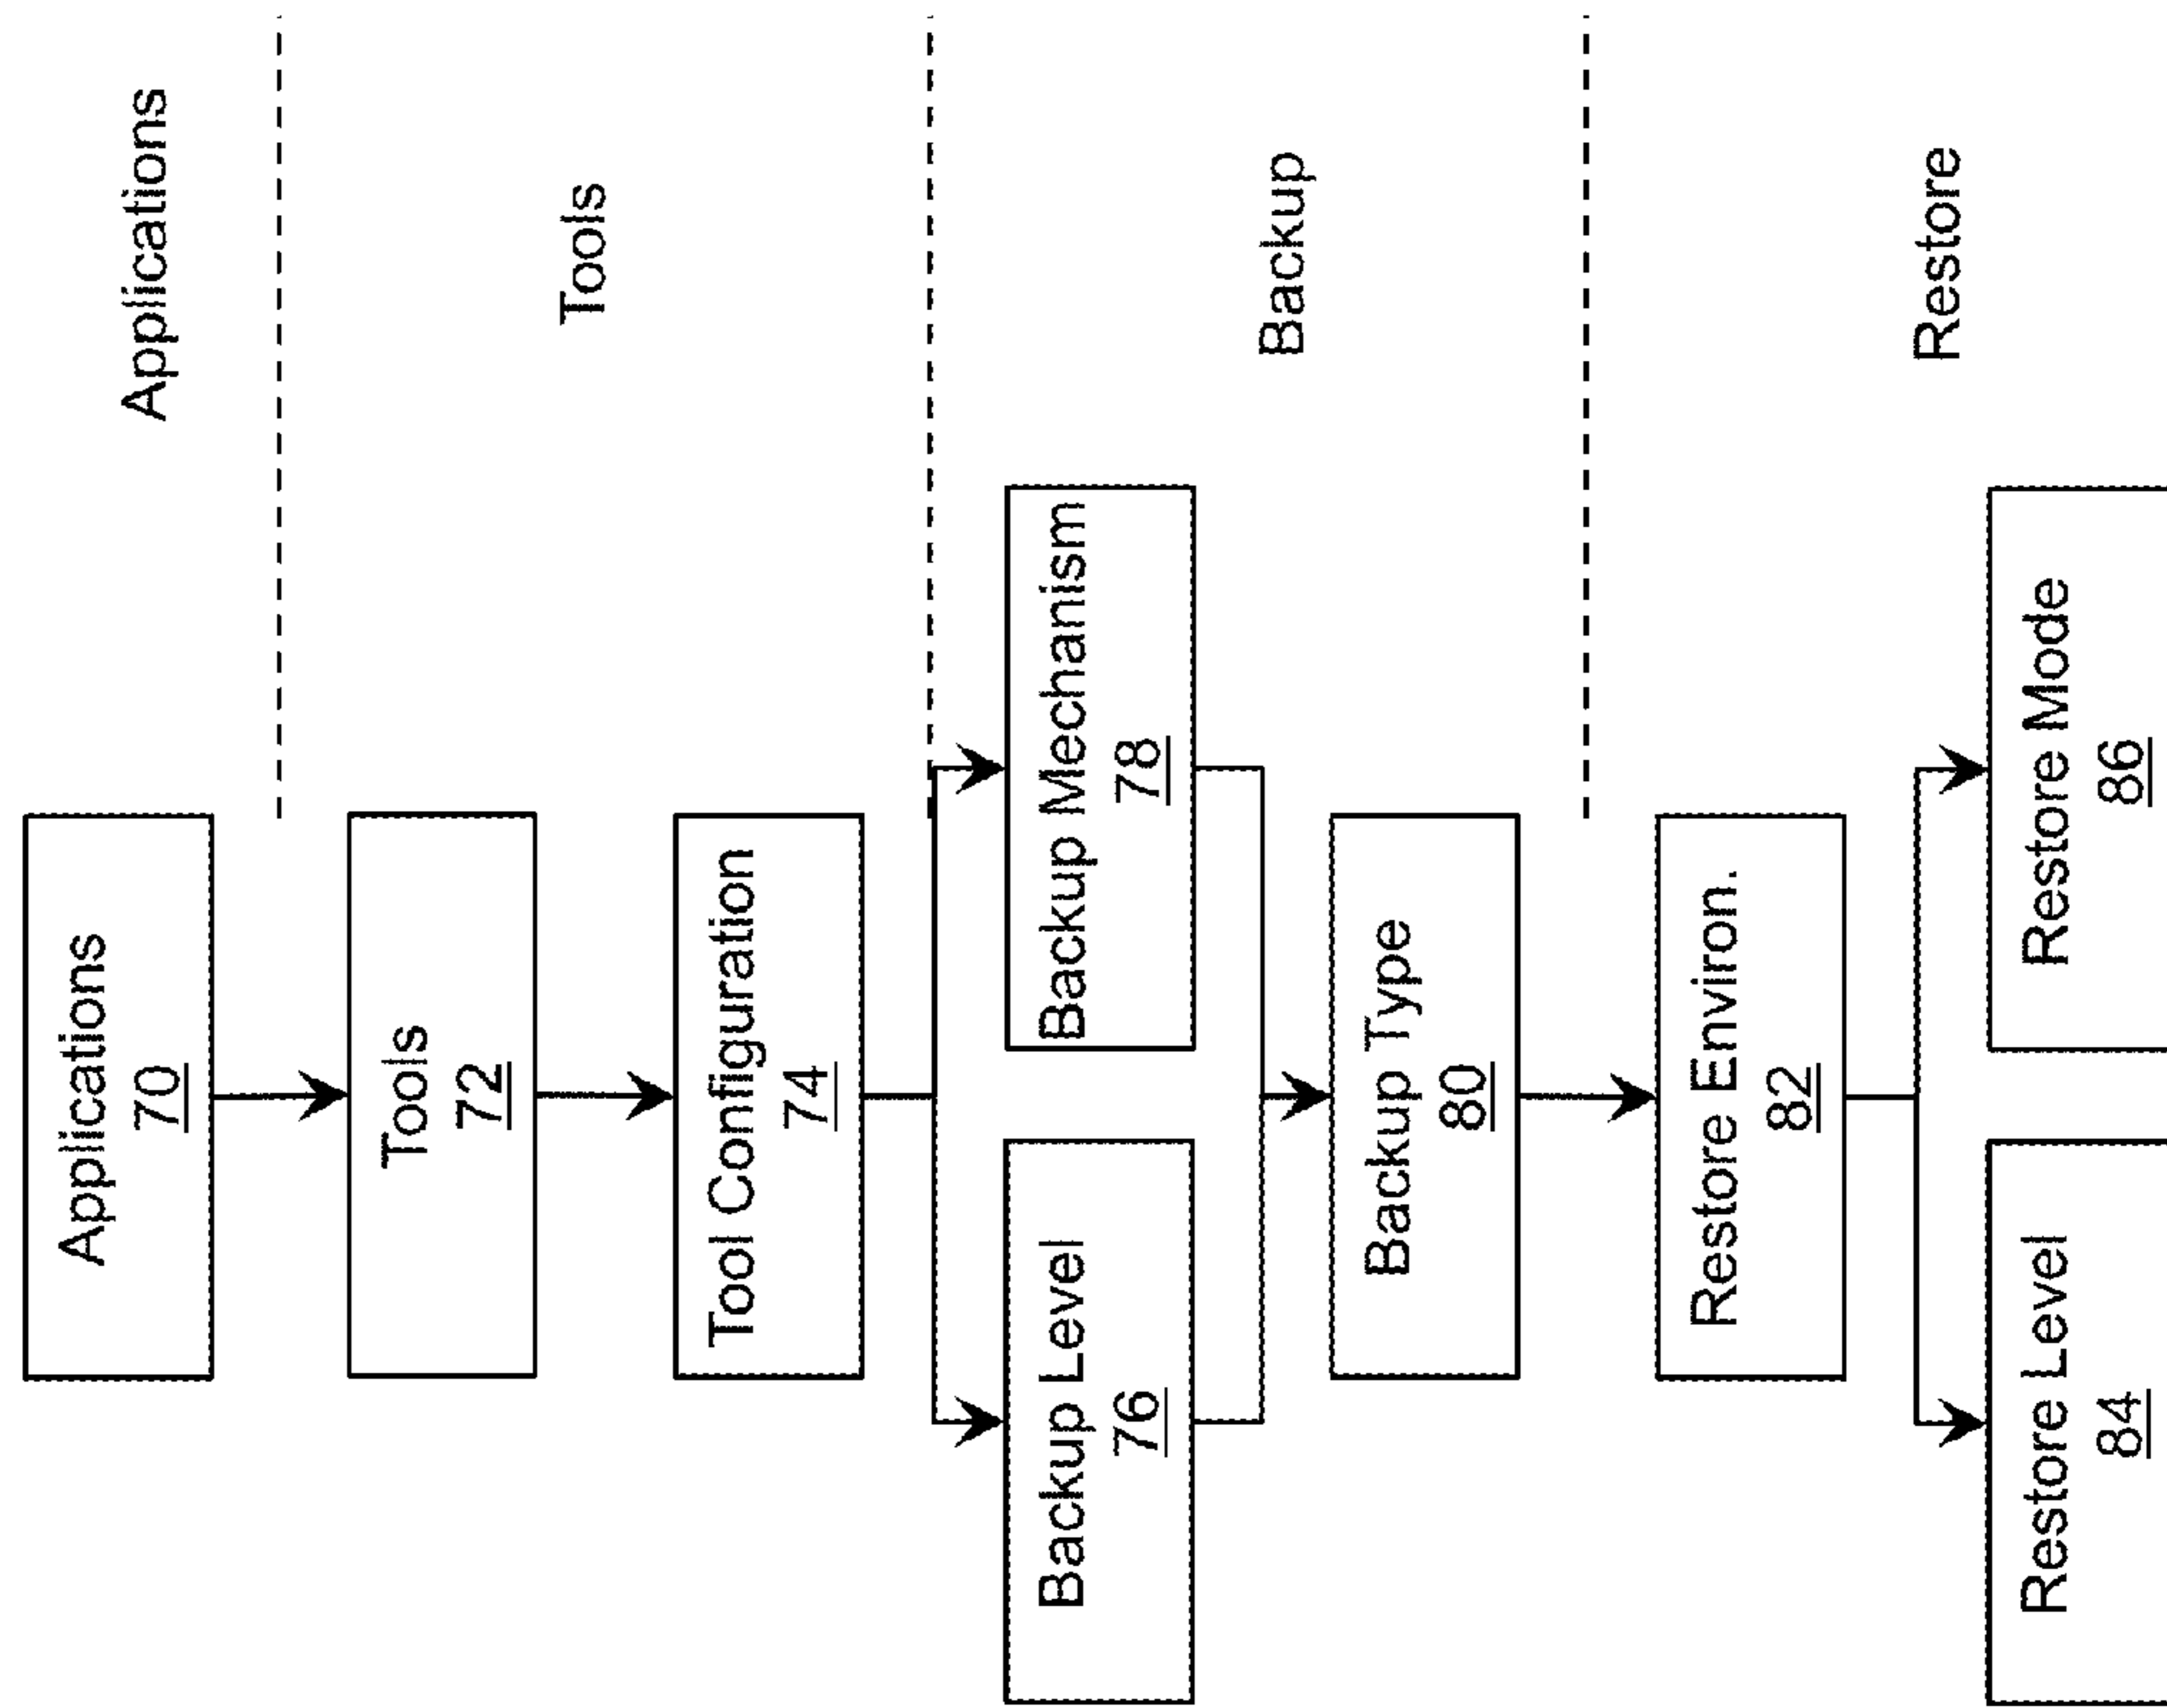 Applications
70
Applications
Tools
72
Tools
Tool Configuration
74
Backup Level
76
Backup Mechanism
78
Backup
Backup Type
80
Restore Environ.
82
Restore
Restore Level
84
Restore Mode
86